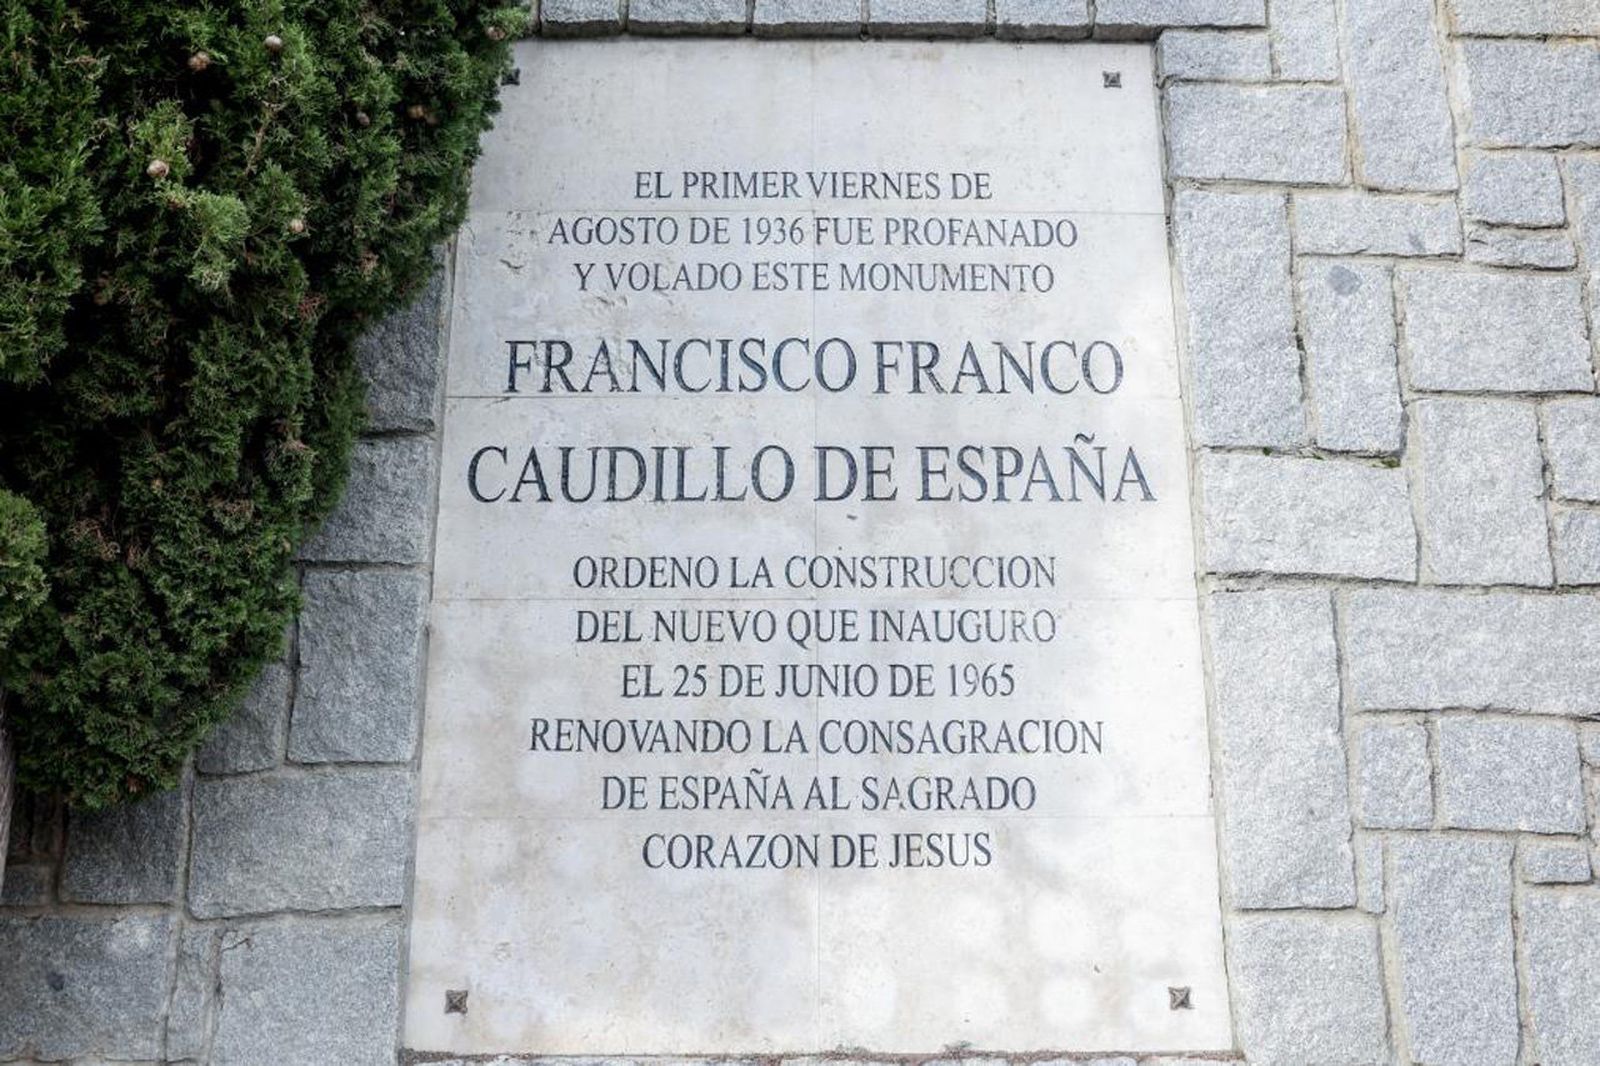 EL PRIMER VIERNES DE
AGOSTO DE 1936 FUE PROFANADO
Y VOLADO ESTE MONUMENTO
FRANCISCO FRANCO
CAUDILLO DE ESPAÑA
ORDENO LA CONSTRUCCION
DEL NUEVO QUE INAUGURO
EL 25 DE JUNIO DE 1965
RENOVANDO LA CONSAGRACION
DE ESPAÑA AL SAGRADO
CORAZON DE JESUS